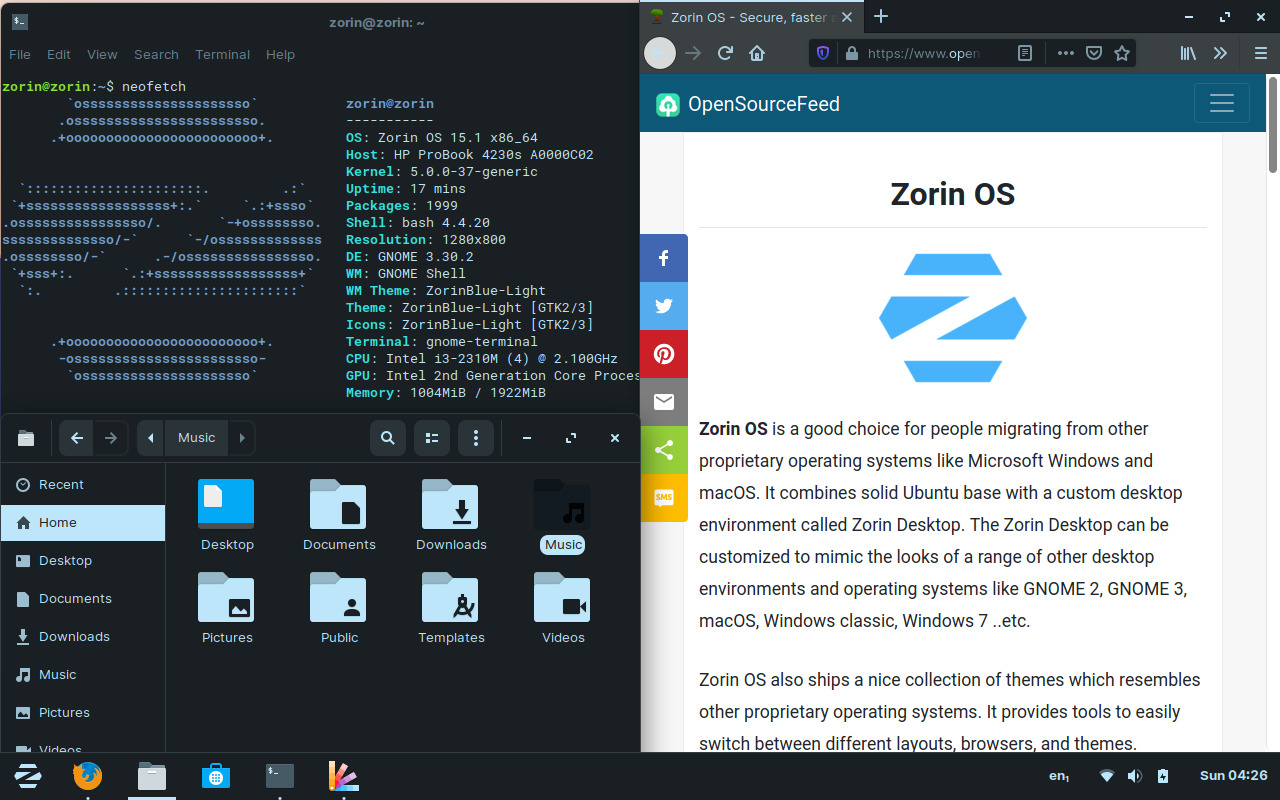 zorin@zorin: ~
File Edit View Search Terminal Help
zorin@zorin:~$ neofetch
`osssssssssssssssssssso`
.osssssssssssssssssssssso.
.+oooooooooooooooooooooooo+.
`::::::::::::::::::::::. .:`
`+ssssssssssssssssss+:.` `.:+ssso`
.ossssssssssssssso/. `-+ossssssso.
ssssssssssssso/-` `-/osssssssssssss
.ossssssso/-` .-/ossssssssssssssso.
`+sss+:. `.:+ssssssssssssssssss+`
`:. .::::::::::::::::::::::`
.+oooooooooooooooooooooooo+.
-osssssssssssssssssssssso-
`osssssssssssssssssssso`
zorin@zorin
-----------
OS: Zorin OS 15.1 x86_64
Host: HP ProBook 4230s A0000C02
Kernel: 5.0.0-37-generic
Uptime: 17 mins
Packages: 1999
Shell: bash 4.4.20
Resolution: 1280x800
DE: GNOME 3.30.2
WM: GNOME Shell
WM Theme: ZorinBlue-Light
Theme: ZorinBlue-Light [GTK2/3]
Icons: ZorinBlue-Light [GTK2/3]
Terminal: gnome-terminal
CPU: Intel i3-2310M (4) @ 2.100GHz
GPU: Intel 2nd Generation Core Proces
Memory: 1004MiB / 1922MiB
Music
Recent
Home
Desktop
Documents
Downloads
Music
Pictures
Videos
Desktop Documents Downloads Music
Pictures Public Templates Videos
Zorin OS - Secure, faster a
https://www.open
OpenSourceFeed
Zorin OS
SMS
Zorin OS is a good choice for people migrating from other
proprietary operating systems like Microsoft Windows and
macOS. It combines solid Ubuntu base with a custom desktop
environment called Zorin Desktop. The Zorin Desktop can be
customized to mimic the looks of a range of other desktop
environments and operating systems like GNOME 2, GNOME 3,
macOS, Windows classic, Windows 7 ..etc.
Zorin OS also ships a nice collection of themes which resembles
other proprietary operating systems. It provides tools to easily
switch between different layouts, browsers, and themes.
en₁
Sun 04:26